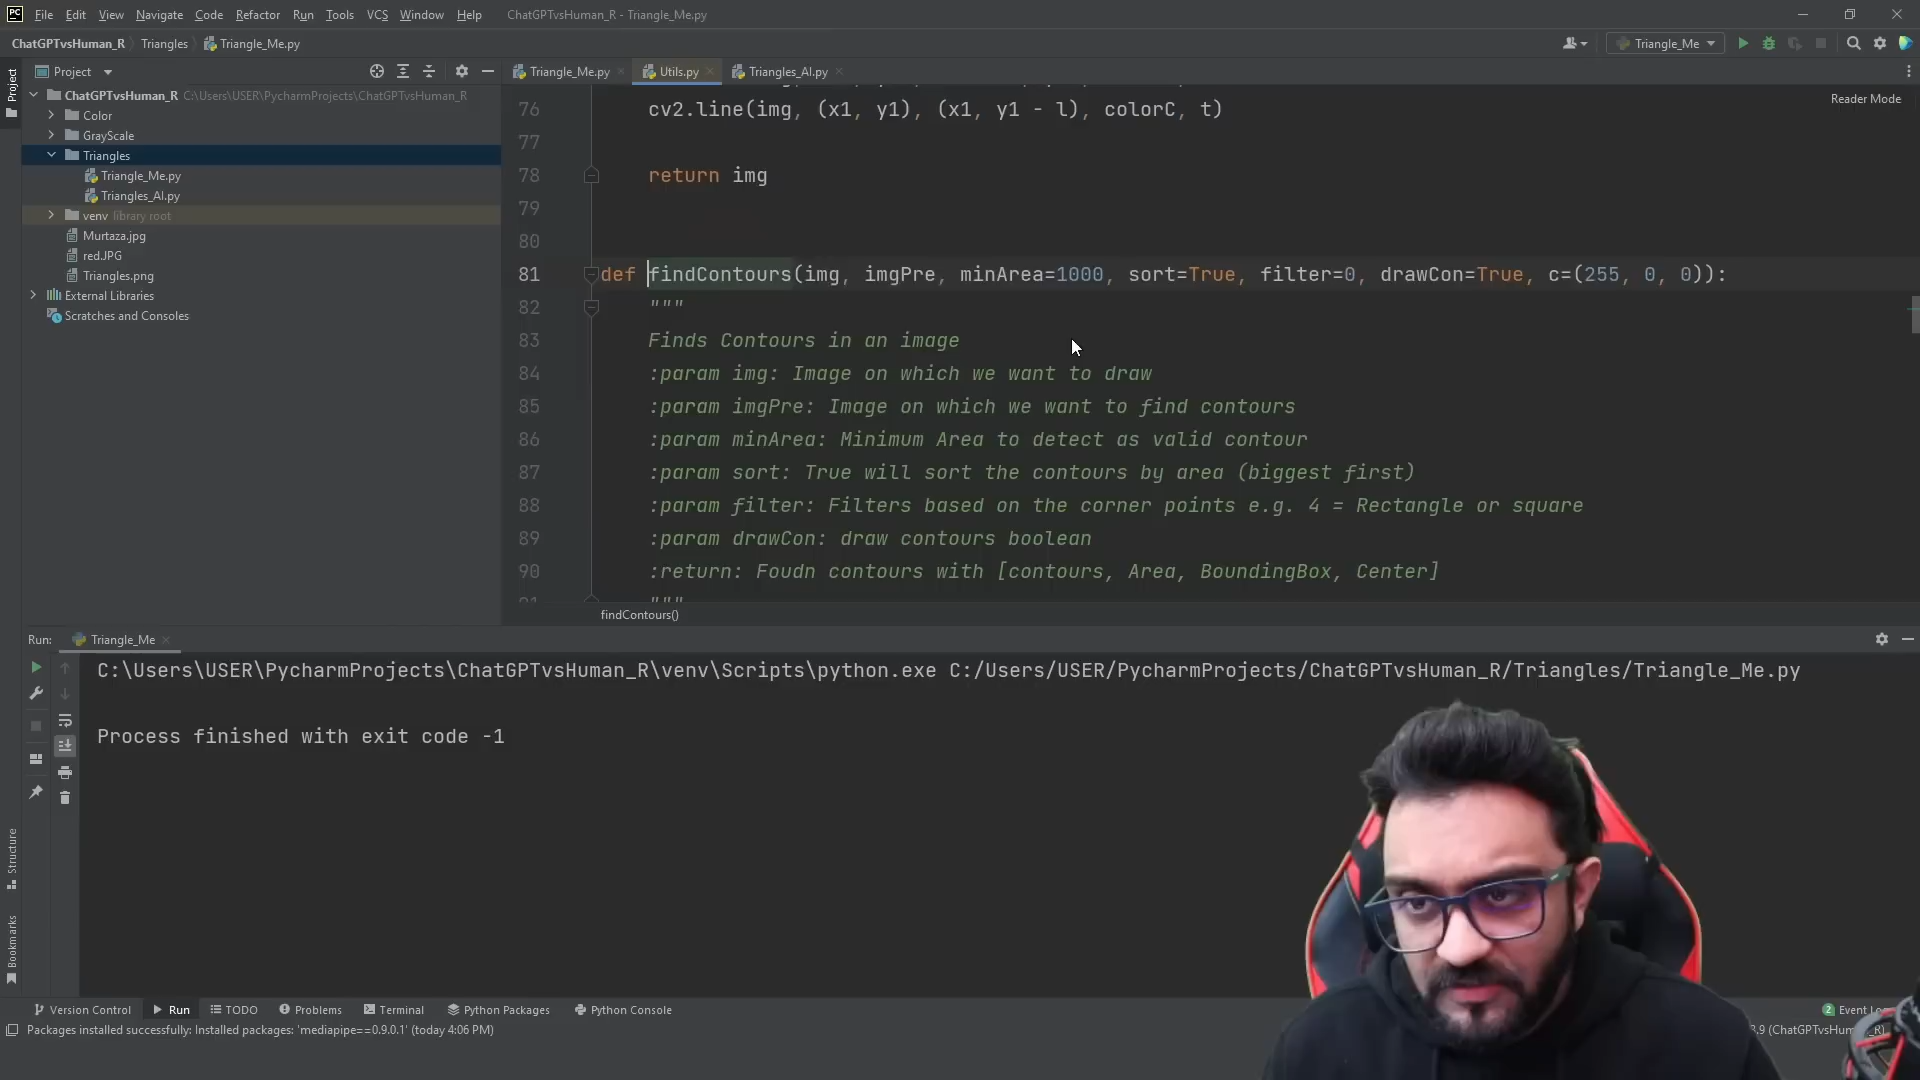 PC File Edit View Navigate Code Refactor Run Tools VCS Window Help ChatGPTvsHuman_R - Triangle_Me.py
ChatGPTvsHuman_R Triangles Triangle_Me.py Triangle_Me
Project Project Triangle_Me.py Utils.py Triangles_AI.py
Reader Mode
ChatGPTvsHuman_R C:\Users\USER\PycharmProjects\ChatGPTvsHuman_R
Color
GrayScale
Triangles
Triangle_Me.py
Triangles_AI.py
venv library root
Murtaza.jpg
red.JPG
Triangles.png
External Libraries
Scratches and Consoles
76 cv2.line(img, (x1, y1), (x1, y1 - l), colorC, t)
77
78 return img
79
80
81 def findContours(img, imgPre, minArea=1000, sort=True, filter=0, drawCon=True, c=(255, 0, 0)):
82 """
83 Finds Contours in an image
84 :param img: Image on which we want to draw
85 :param imgPre: Image on which we want to find contours
86 :param minArea: Minimum Area to detect as valid contour
87 :param sort: True will sort the contours by area (biggest first)
88 :param filter: Filters based on the corner points e.g. 4 = Rectangle or square
89 :param drawCon: draw contours boolean
90 :return: Foudn contours with [contours, Area, BoundingBox, Center]
91 """
findContours()
Run: Triangle_Me
C:\Users\USER\PycharmProjects\ChatGPTvsHuman_R\venv\Scripts\python.exe C:/Users/USER/PycharmProjects/ChatGPTvsHuman_R/Triangles/Triangle_Me.py
Process finished with exit code -1
Structure
Bookmarks
Version Control Run TODO Problems Terminal Python Packages Python Console 2 Event
Packages installed successfully: Installed packages: 'mediapipe==0.9.0.1' (today 4:06 PM) (ChatGPTvsHum